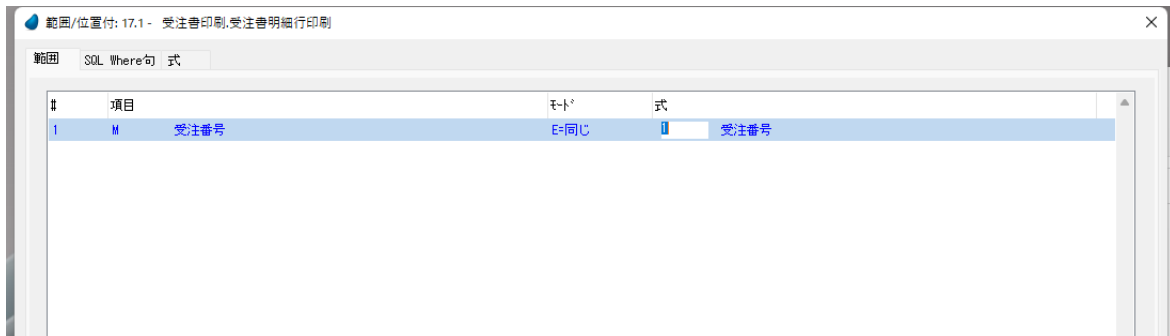 範囲/位置付: 17.1 - 受注書印刷.受注書明細行印刷
範囲 SQL Where句 式
# 項目 ﾓｰﾄﾞ 式
1 M 受注番号 E=同じ 1 受注番号